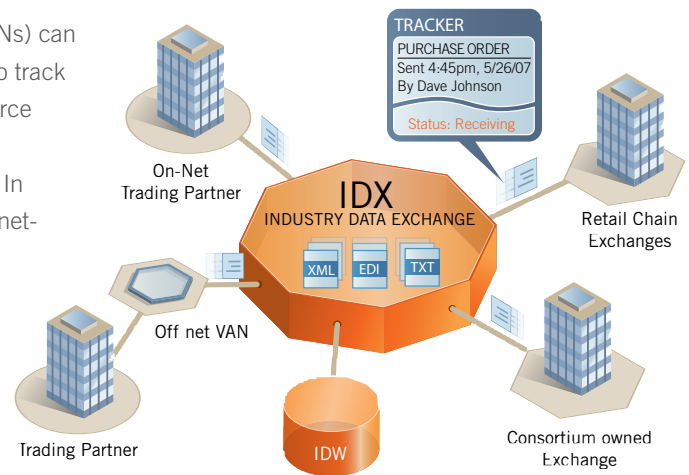 Ns) can
o track
rce
In
net-
TRACKER
PURCHASE ORDER
Sent 4:45pm, 5/26/07
By Dave Johnson
Status: Receiving
On-Net
Trading Partner
IDX
INDUSTRY DATA EXCHANGE
XML EDI TXT
Retail Chain
Exchanges
Off net VAN
Trading Partner
IDW
Consortium owned
Exchange